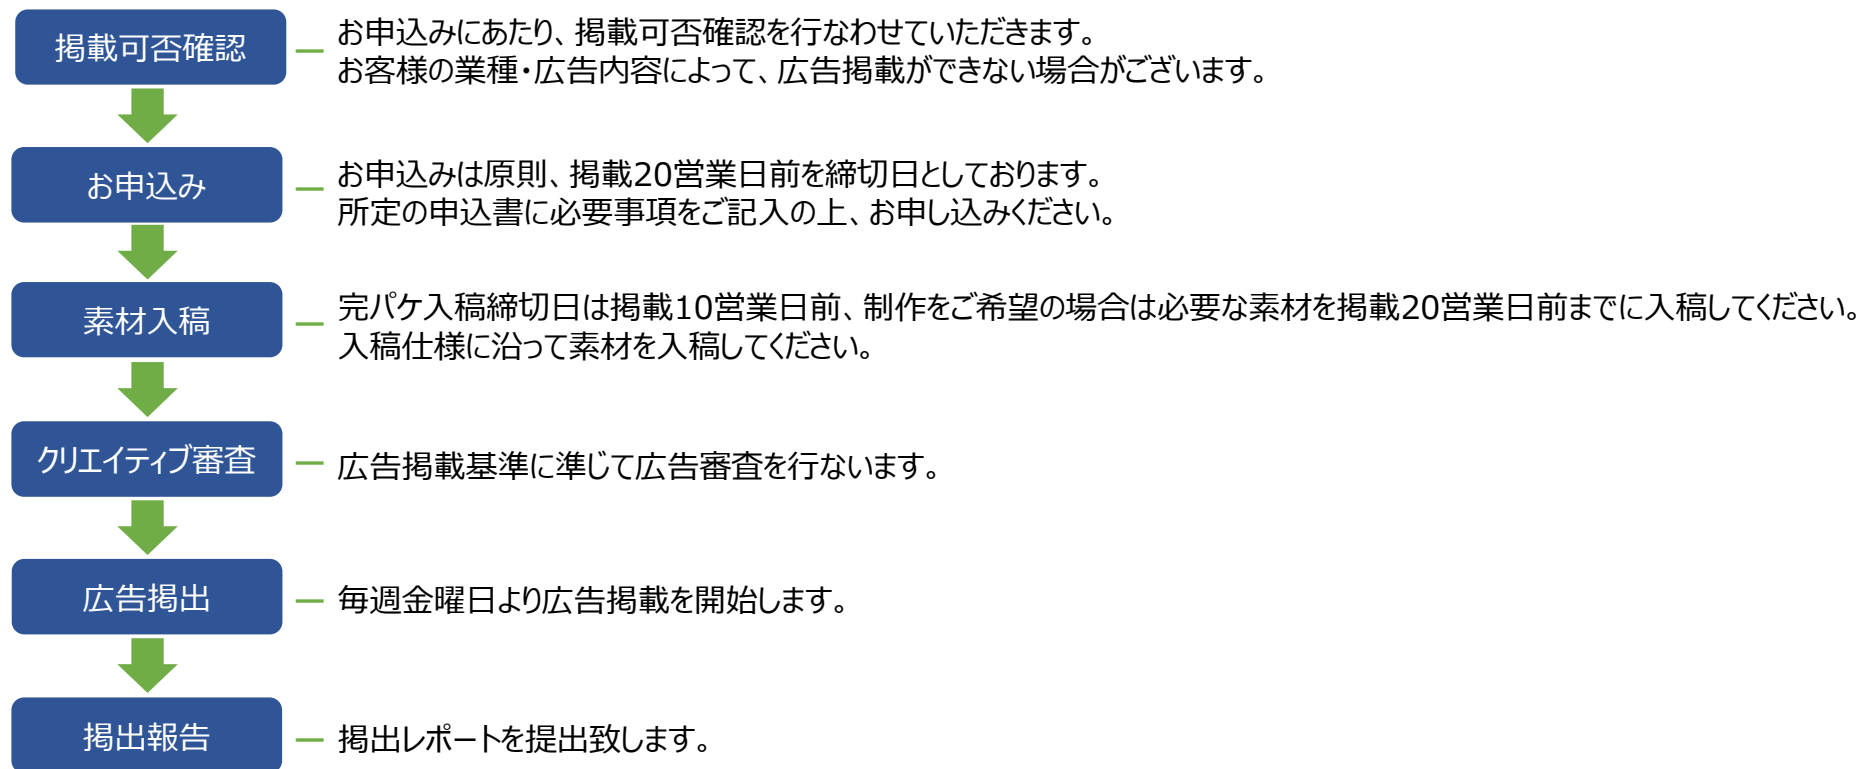 掲載可否確認
お申込みにあたり、掲載可否確認を行なわせていただきます。
お客様の業種・広告内容によって、広告掲載ができない場合がございます。
お申込み
お申込みは原則、掲載20営業日前を締切日としております。
所定の申込書に必要事項をご記入の上、お申し込みください。
素材入稿
完パケ入稿締切日は掲載10営業日前、制作をご希望の場合は必要な素材を掲載20営業日前までに入稿してください。
入稿仕様に沿って素材を入稿してください。
クリエイティブ審査
広告掲載基準に準じて広告審査を行ないます。
広告掲出
毎週金曜日より広告掲載を開始します。
掲出報告
掲出レポートを提出致します。